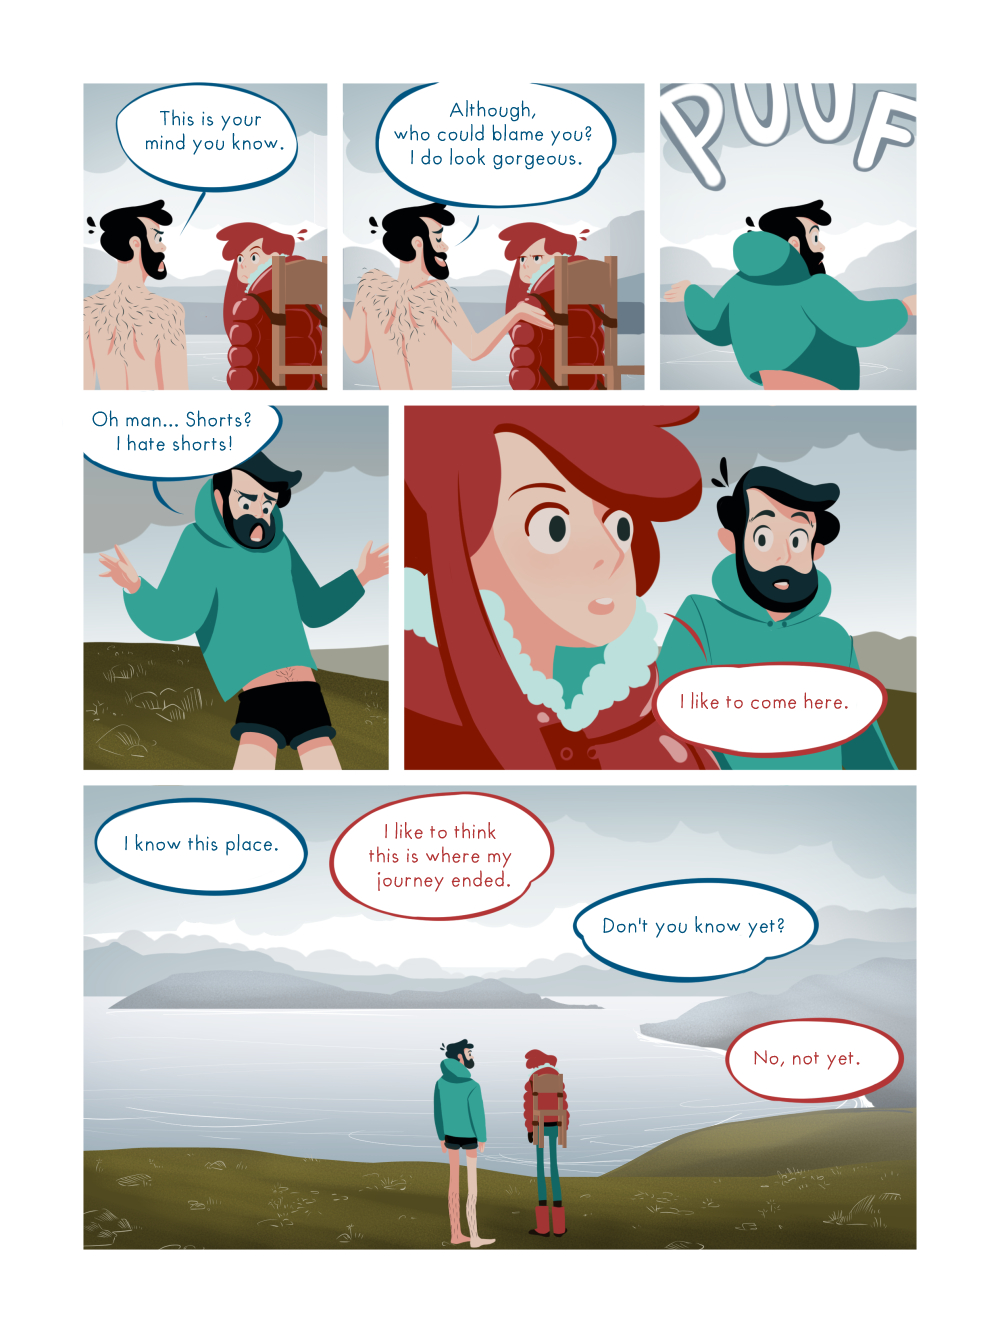 This is your
mind you know.
Although,
who could blame you?
I do look gorgeous.
PUUF
Oh man... Shorts?
I hate shorts!
I like to come here.
I know this place.
I like to think
this is where my
journey ended.
Don't you know yet?
No, not yet.